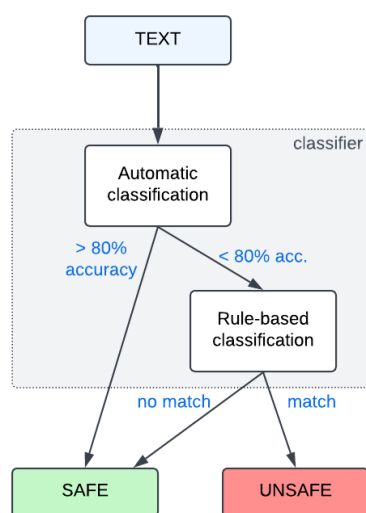 TEXT
classifier
Automatic
classification
> 80%
accuracy
< 80% acc.
Rule-based
classification
no match
match
SAFE
UNSAFE